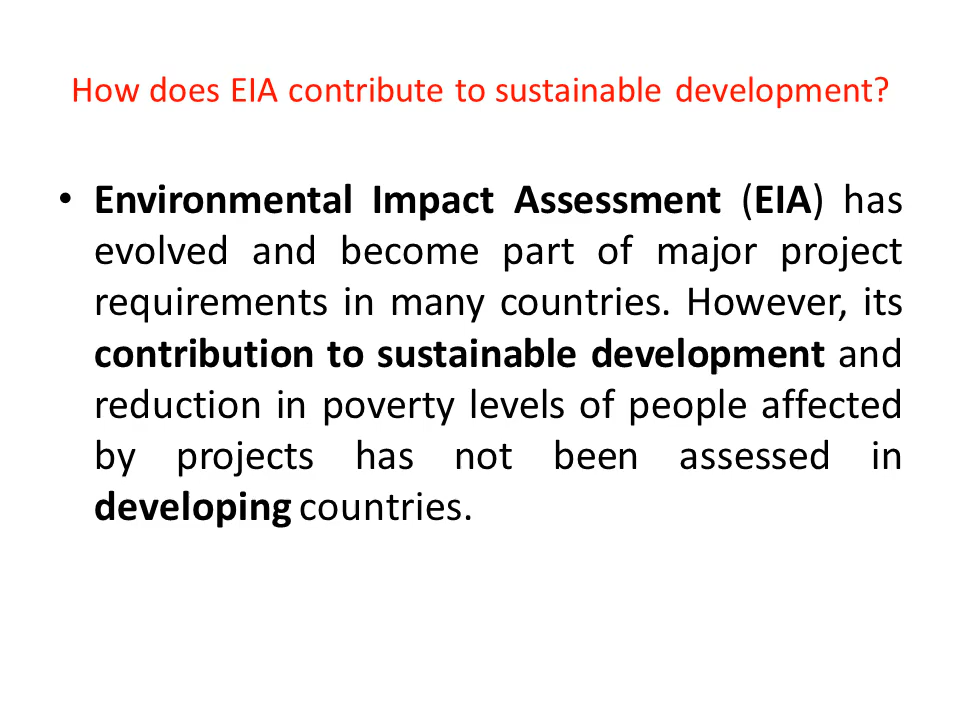 How does EIA contribute to sustainable development?
• Environmental Impact Assessment (EIA) has
evolved and become part of major project
requirements in many countries. However, its
contribution to sustainable development and
reduction in poverty levels of people affected
by projects has not been assessed in
developing countries.